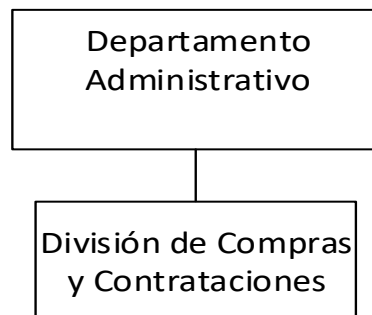 Departamento
Administrativo
División de Compras
y Contrataciones